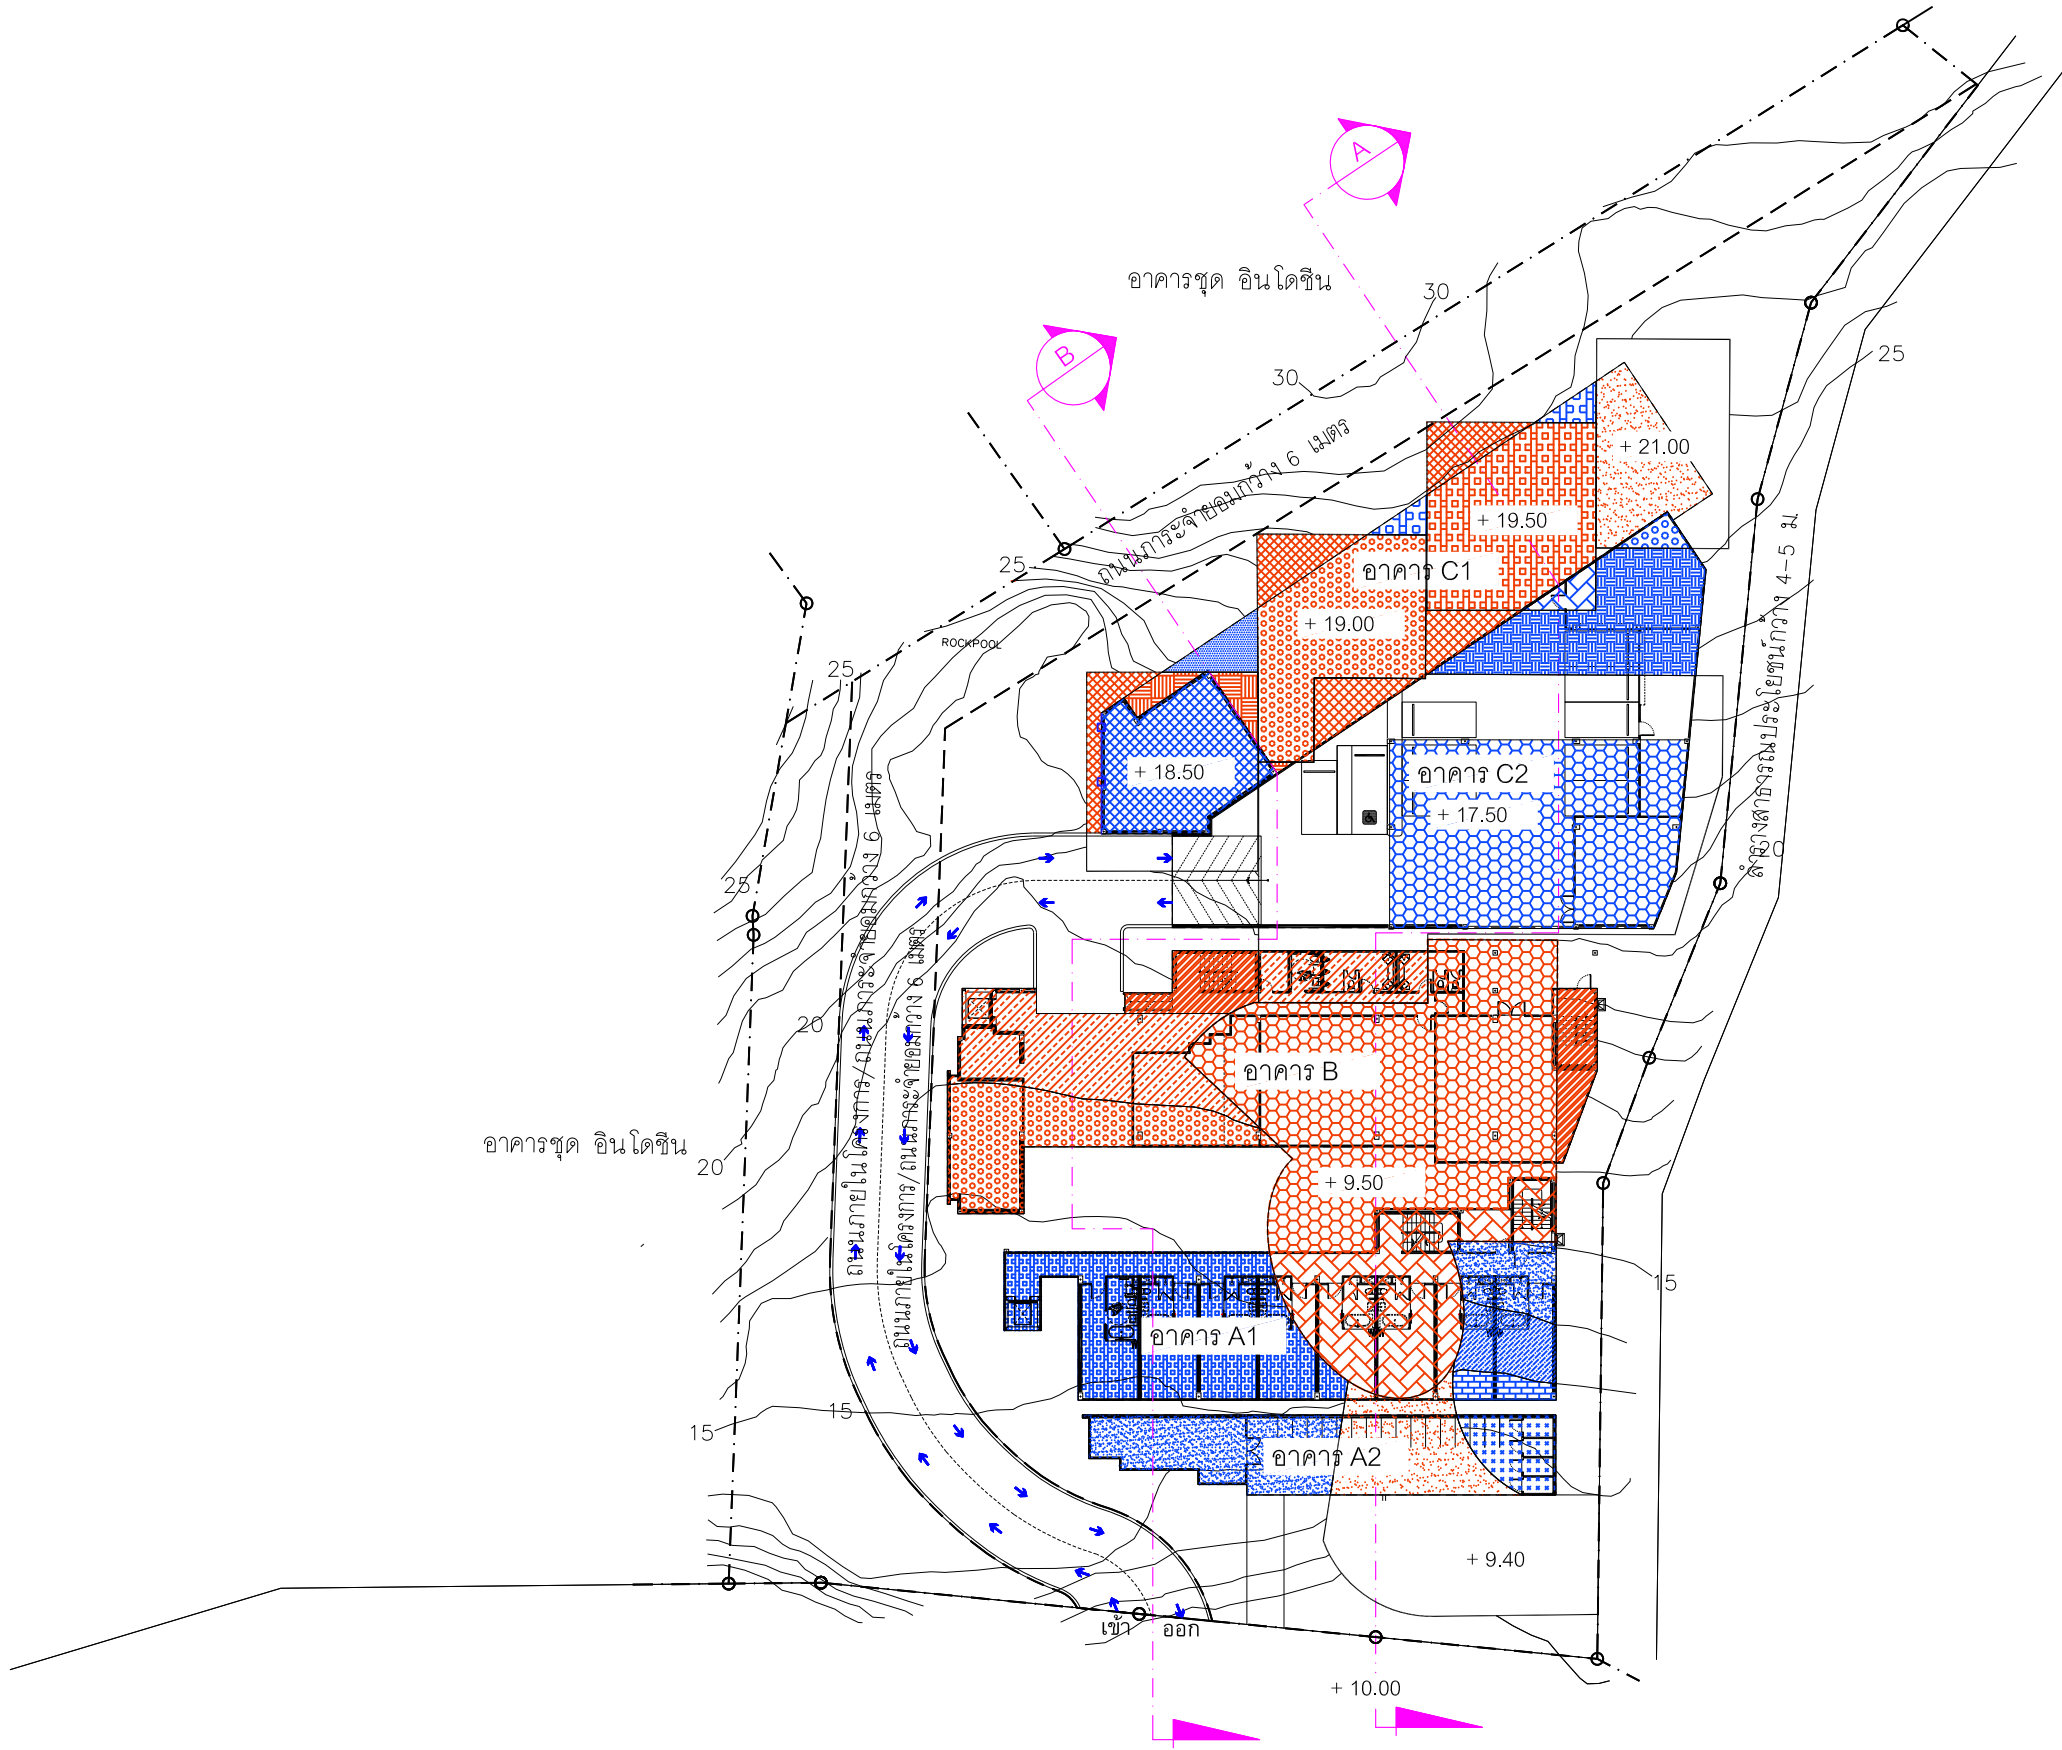 A
อาคารชุด อินโดชีน
30
B
25
30
+ 21.00
ถนนภาระจำยอมกว้าง 6 เมตร
+ 19.50
25
อาคาร C1
+ 19.00
ROCKPOOL
25
ลำรางสาธารณประโยชน์กว้าง 4-5 ม.
+ 18.50
อาคาร C2
+ 17.50
20
25
ถนนภายในโครงการ/ถนนภาระจำยอมกว้าง 6 เมตร
ถนนภายในโครงการ/ถนนภาระจำยอมกว้าง 6 เมตร
20
อาคาร B
อาคารชุด อินโดชีน
20
+ 9.50
15
อาคาร A1
15
15
อาคาร A2
+ 9.40
เข้า ออก
+ 10.00